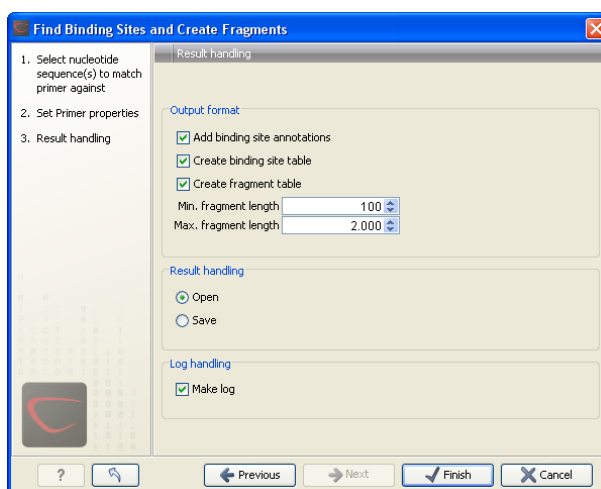 Find Binding Sites and Create Fragments
1. Select nucleotide
sequence(s) to match
primer against
2. Set Primer properties
3. Result handling
Result handling
Output format
Add binding site annotations
Create binding site table
Create fragment table
Min. fragment length 100
Max. fragment length 2.000
Result handling
Open
Save
Log handling
Make log
? Previous Next Finish Cancel